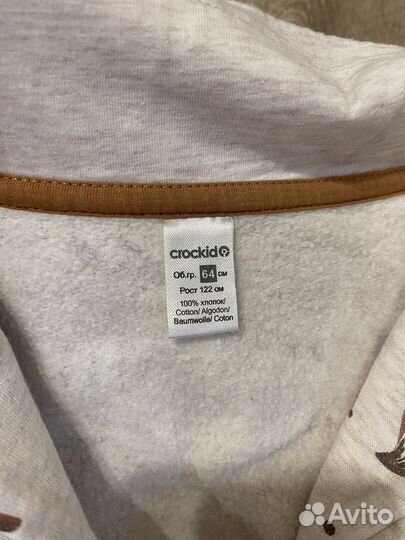 crockid
Об.гр. 64 см
Рост 122 см
100% хлопок/
Cotton/ Algodon/
Baumwolle/ Coton
Avito